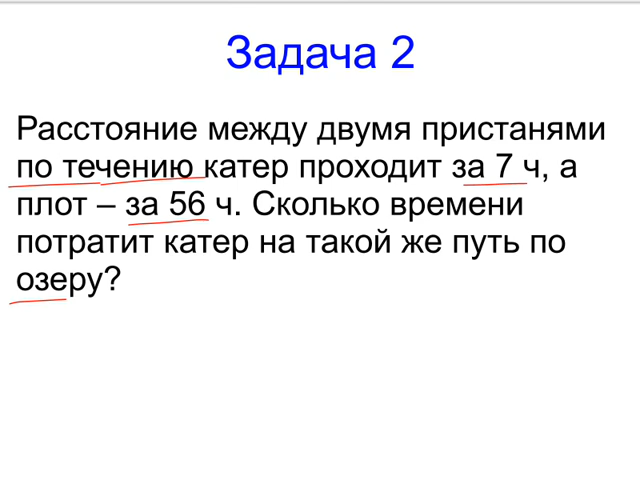 Задача 2
Расстояние между двумя пристанями
по течению катер проходит за 7 ч, а
плот – за 56 ч. Сколько времени
потратит катер на такой же путь по
озеру?